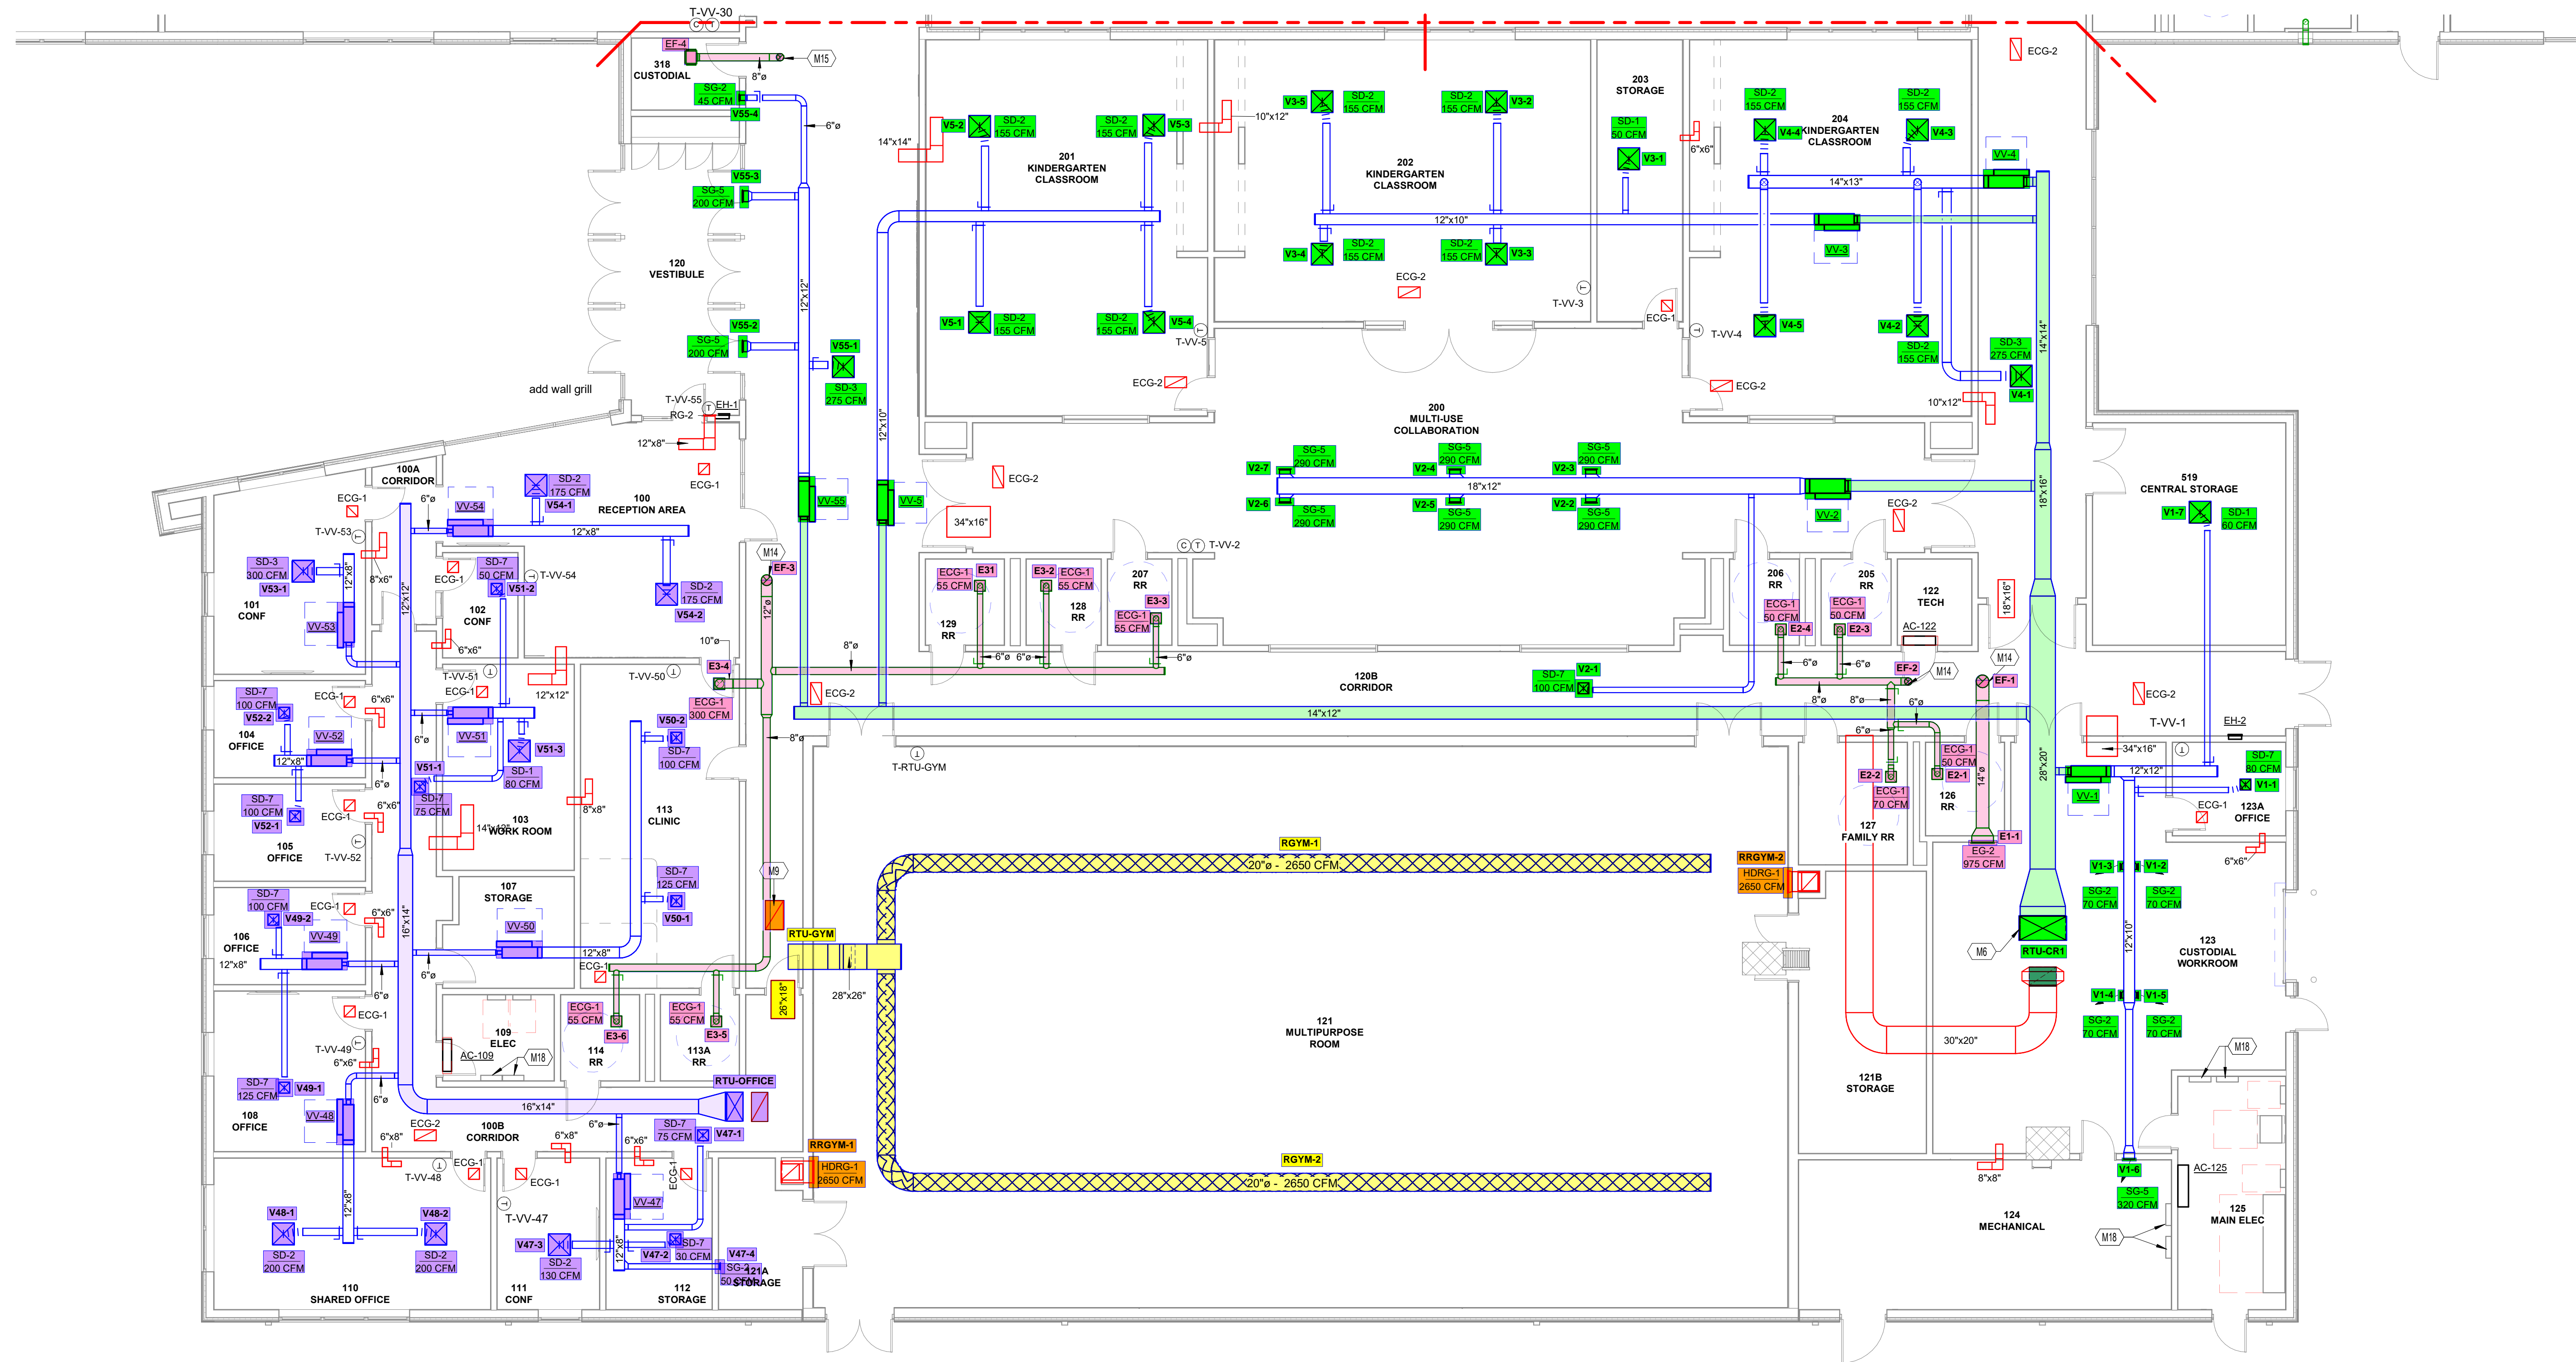 T-VV-30
C T
EF-4
M15
8"ø
318
CUSTODIAL
SG-2
45 CFM
V55-4
6"ø
V55-3
SG-5
200 CFM
120
VESTIBULE
12"x12"
V55-2
SG-5
200 CFM
V55-1
SD-3
275 CFM
add wall grill
T-VV-55
T
EH-1
RG-2
12"x8"
ECG-1
14"x14"
V5-2
SD-2
155 CFM
SD-2
155 CFM
V5-3
201
KINDERGARTEN
CLASSROOM
V5-1
SD-2
155 CFM
SD-2
155 CFM
V5-4
T-VV-5
T
12"x10"
10"x12"
V3-5
SD-2
155 CFM
SD-2
155 CFM
V3-2
202
KINDERGARTEN
CLASSROOM
12"x10"
V3-4
SD-2
155 CFM
SD-2
155 CFM
V3-3
ECG-2
T-VV-3
T
203
STORAGE
SD-1
50 CFM
V3-1
6"x6"
ECG-1
SD-2
155 CFM
SD-2
155 CFM
204
KINDERGARTEN
CLASSROOM
V4-4
V4-3
VV-4
14"x13"
VV-3
V4-5
V4-2
SD-2
155 CFM
SD-3
275 CFM
V4-1
T
T-VV-4
ECG-2
10"x12"
ECG-2
14"x14"
ECG-2
200
MULTI-USE
COLLABORATION
ECG-2
VV-55
VV-5
34"x16"
V2-7
SG-5
290 CFM
V2-4
SG-5
290 CFM
V2-3
SG-5
290 CFM
18"x12"
V2-6
SG-5
290 CFM
V2-5
SG-5
290 CFM
V2-2
SG-5
290 CFM
VV-2
ECG-2
18"x16"
C T T-VV-2
519
CENTRAL STORAGE
V1-7
SD-1
60 CFM
100A
CORRIDOR
ECG-1
6"ø
VV-54
SD-2
175 CFM
V54-1
100
RECEPTION AREA
12"x8"
T-VV-53
T
SD-3
300 CFM
V53-1
12"x8"
8"x6"
101
CONF
VV-53
12"x12"
ECG-1
SD-7
50 CFM
V51-2
T T-VV-54
102
CONF
6"x6"
SD-2
175 CFM
V54-2
M14
EF-3
12"ø
10"ø
E3-4
ECG-1
300 CFM
8"ø
ECG-1
55 CFM
E31
129
RR
E3-2
ECG-1
55 CFM
128
RR
207
RR
E3-3
ECG-1
55 CFM
6"ø
6"ø
6"ø
206
RR
ECG-1
50 CFM
E2-4
205
RR
ECG-1
50 CFM
E2-3
6"ø
6"ø
122
TECH
AC-122
18"x16"
M14
EF-2
M14
EF-1
8"ø
8"ø
6"ø
6"ø
V2-1
SD-7
100 CFM
120B
CORRIDOR
ECG-2
14"x12"
ECG-2
T-VV-1
T
EH-2
34"x16"
28"x20"
12"x12"
VV-1
SD-7
80 CFM
V1-1
ECG-1
123A
OFFICE
6"x6"
T-VV-51
T
ECG-1
12"x12"
T-VV-50
T
SD-7
100 CFM
V52-2
ECG-1
6"x6"
104
OFFICE
VV-52
12"x8"
6"ø
6"ø
VV-51
V51-1
SD-7
75 CFM
V51-3
SD-1
80 CFM
V50-2
SD-7
100 CFM
8"ø
SD-7
100 CFM
V52-1
ECG-1
6"x6"
105
OFFICE
T
T-VV-52
14"x12"
103
WORK ROOM
8"x8"
113
CLINIC
SD-7
125 CFM
V50-1
M9
T
T-RTU-GYM
E2-2
ECG-1
70 CFM
ECG-1
50 CFM
E2-1
126
RR
14"ø
127
FAMILY RR
E1-1
EG-2
975 CFM
RGYM-1
20"ø - 2650 CFM
RRGYM-2
HDRG-1
2650 CFM
V1-3
V1-2
SG-2
70 CFM
SG-2
70 CFM
12"x10"
123
CUSTODIAL
WORKROOM
M6
RTU-CR1
V1-4
V1-5
SG-2
70 CFM
SG-2
70 CFM
SD-7
100 CFM
V49-2
ECG-1
6"x6"
106
OFFICE
VV-49
12"x8"
6"ø
16"x14"
107
STORAGE
VV-50
12"x8"
6"ø
ECG-1
RTU-GYM
28"x26"
26"x18"
ECG-1
T-VV-49
T
6"x6"
SD-7
125 CFM
V49-1
6"ø
108
OFFICE
VV-48
109
ELEC
AC-109
M18
ECG-1
55 CFM
E3-6
114
RR
ECG-1
55 CFM
E3-5
113A
RR
RTU-OFFICE
16"x14"
121
MULTIPURPOSE
ROOM
30"x20"
121B
STORAGE
M18
ECG-2
6"x8"
100B
CORRIDOR
6"x8"
6"ø
6"x6"
SD-7
75 CFM
V47-1
T
T-VV-48
ECG-1
ECG-1
ECG-1
T
T-VV-47
VV-47
RRGYM-1
HDRG-1
2650 CFM
RGYM-2
20"ø - 2650 CFM
V48-1
SD-2
200 CFM
12"x8"
V48-2
SD-2
200 CFM
110
SHARED OFFICE
V47-3
SD-2
130 CFM
111
CONF
12"x8"
V47-2
SD-7
30 CFM
V47-4
SG-2
50 CFM
112
STORAGE
121A
STORAGE
8"x8"
124
MECHANICAL
V1-6
SG-5
320 CFM
AC-125
125
MAIN ELEC
M18